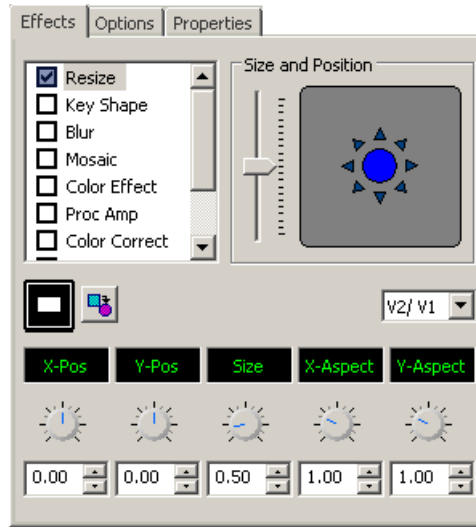 Effects Options Properties
Resize
Key Shape
Blur
Mosaic
Color Effect
Proc Amp
Color Correct
Size and Position
V2/ V1
X-Pos Y-Pos Size X-Aspect Y-Aspect
0.00 0.00 0.50 1.00 1.00